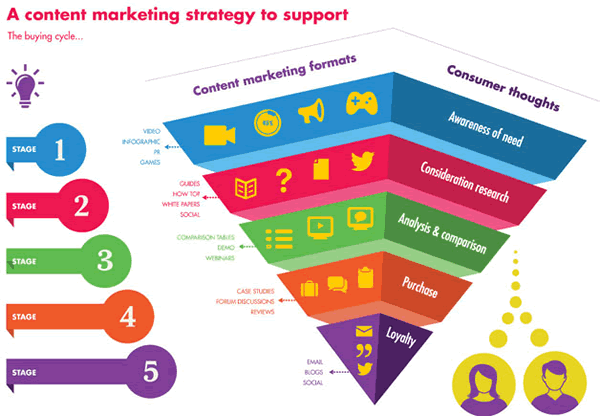 A content marketing strategy to support
The buying cycle...
Content marketing formats
Consumer thoughts
STAGE 1
VIDEO
INFOGRAPHIC
PR
GAMES
Awareness of need
STAGE 2
GUIDES
HOW TOP
WHITE PAPERS
SOCIAL
?
Consideration research
STAGE 3
COMPARISON TABLES
DEMO
WEBINARS
Analysis & comparison
STAGE 4
CASE STUDIES
FORUM DISCUSSIONS
REVIEWS
Purchase
STAGE 5
EMAIL
BLOGS
SOCIAL
Loyalty